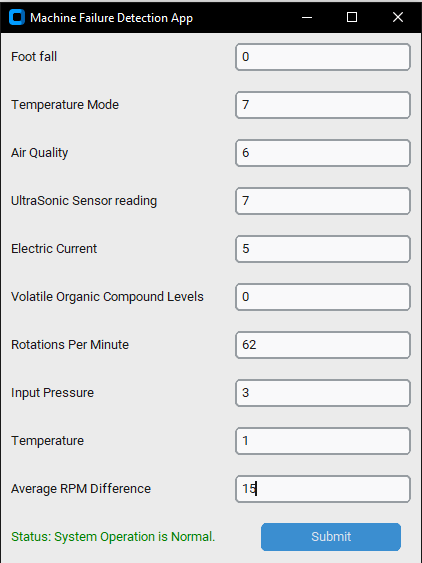 Machine Failure Detection App
Foot fall 0
Temperature Mode 7
Air Quality 6
UltraSonic Sensor reading 7
Electric Current 5
Volatile Organic Compound Levels 0
Rotations Per Minute 62
Input Pressure 3
Temperature 1
Average RPM Difference 15
Status: System Operation is Normal. Submit